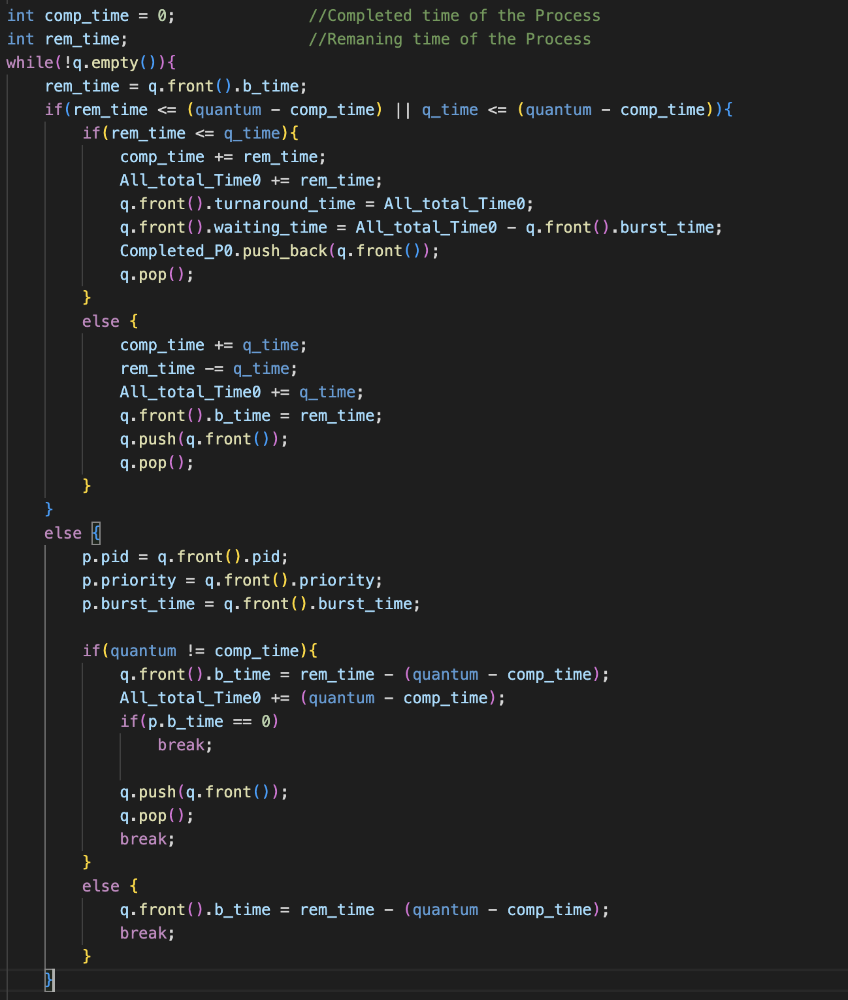 int comp_time = 0;              //Completed time of the Process
int rem_time;                   //Remaning time of the Process
while(!q.empty()){
    rem_time = q.front().b_time;
    if(rem_time <= (quantum - comp_time) || q_time <= (quantum - comp_time)){
        if(rem_time <= q_time){
            comp_time += rem_time;
            All_total_Time0 += rem_time;
            q.front().turnaround_time = All_total_Time0;
            q.front().waiting_time = All_total_Time0 - q.front().burst_time;
            Completed_P0.push_back(q.front());
            q.pop();
        }
        else {
            comp_time += q_time;
            rem_time -= q_time;
            All_total_Time0 += q_time;
            q.front().b_time = rem_time;
            q.push(q.front());
            q.pop();
        }
    }
    else {
        p.pid = q.front().pid;
        p.priority = q.front().priority;
        p.burst_time = q.front().burst_time;

        if(quantum != comp_time){
            q.front().b_time = rem_time - (quantum - comp_time);
            All_total_Time0 += (quantum - comp_time);
            if(p.b_time == 0)
                break;

            q.push(q.front());
            q.pop();
            break;
        }
        else {
            q.front().b_time = rem_time - (quantum - comp_time);
            break;
        }
    }